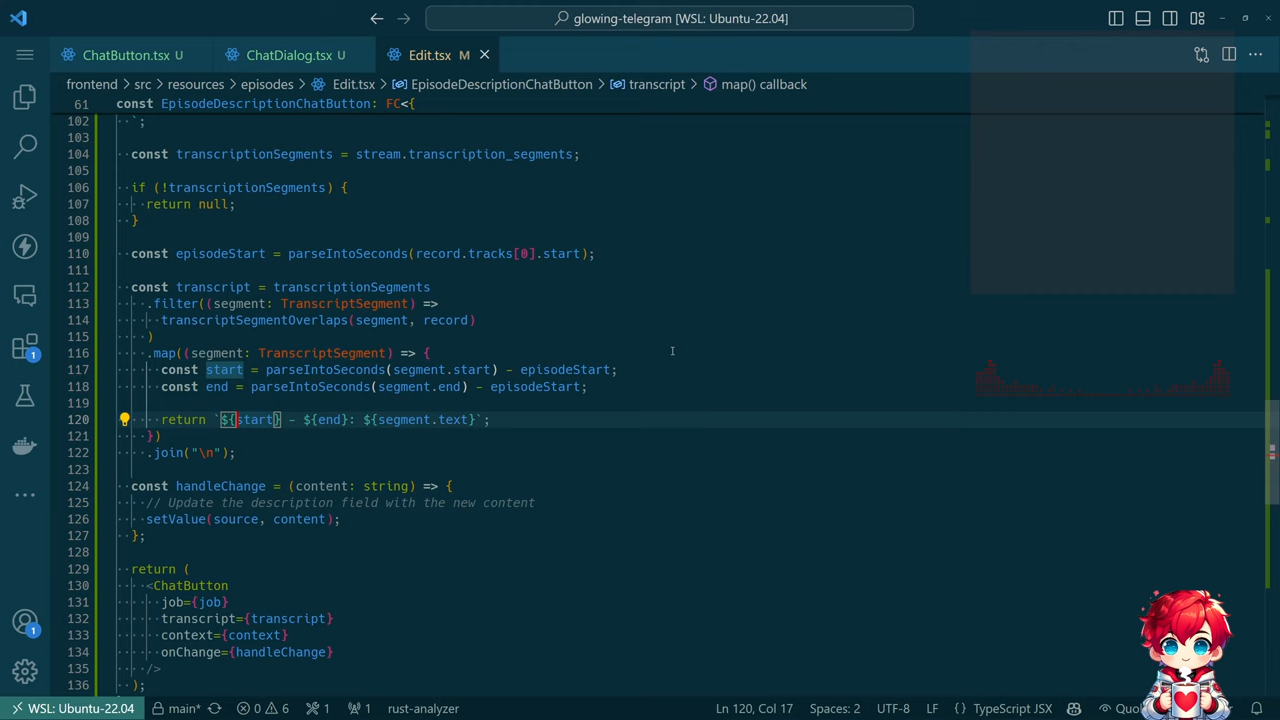 glowing-telegram [WSL: Ubuntu-22.04]
ChatButton.tsx U
ChatDialog.tsx U
Edit.tsx M
frontend > src > resources > episodes > Edit.tsx > EpisodeDescriptionChatButton > transcript > map() callback
61 const EpisodeDescriptionChatButton: FC<{
102 `;
103
104 const transcriptionSegments = stream.transcription_segments;
105
106 if (!transcriptionSegments) {
107 return null;
108 }
109
110 const episodeStart = parseIntoSeconds(record.tracks[0].start);
111
112 const transcript = transcriptionSegments
113 .filter((segment: TranscriptSegment) =>
114 transcriptSegmentOverlaps(segment, record)
115 )
116 .map((segment: TranscriptSegment) => {
117 const start = parseIntoSeconds(segment.start) - episodeStart;
118 const end = parseIntoSeconds(segment.end) - episodeStart;
119
120 return `${start} - ${end}: ${segment.text}`;
121 })
122 .join("\n");
123
124 const handleChange = (content: string) => {
125 // Update the description field with the new content
126 setValue(source, content);
127 };
128
129 return (
130 <ChatButton
131 job={job}
132 transcript={transcript}
133 context={context}
134 onChange={handleChange}
135 />
136 );
1
1
WSL: Ubuntu-22.04 main* 0 6 1 1 rust-analyzer Ln 120, Col 17 Spaces: 2 UTF-8 LF { } TypeScript JSX